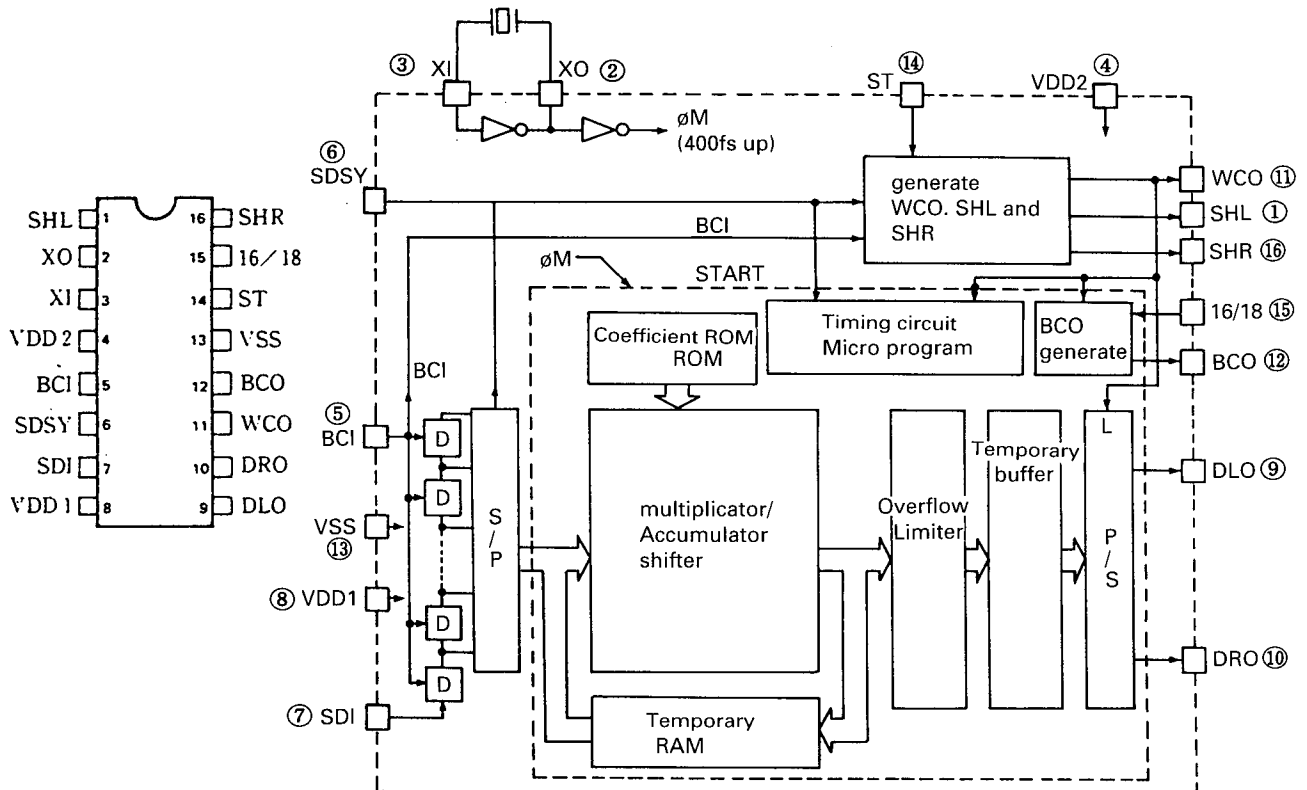 ③ XI
XO ②
⑭
ST
④
VDD2
øM
(400fs up)
⑥
SDSY
generate
WCO. SHL and
SHR
WCO ⑪
SHL ①
SHR ⑯
BCI
øM
START
16/18 ⑮
BCO ⑫
Coefficient ROM
ROM
Timing circuit
Micro program
BCO
generate
SHL 1 16 SHR
XO 2 15 16/18
XI 3 14 ST
VDD2 4 13 VSS
BCI 5 12 BCO
SDSY 6 11 WCO
SDI 7 10 DRO
VDD1 8 9 DLO
BCI
⑤
BCI
D
D
D
D
VSS
⑬
⑧ VDD1
⑦ SDI
S/P
multiplicator/
Accumulator
shifter
Temporary
RAM
Overflow
Limiter
Temporary
buffer
L
P/S
DLO ⑨
DRO ⑩